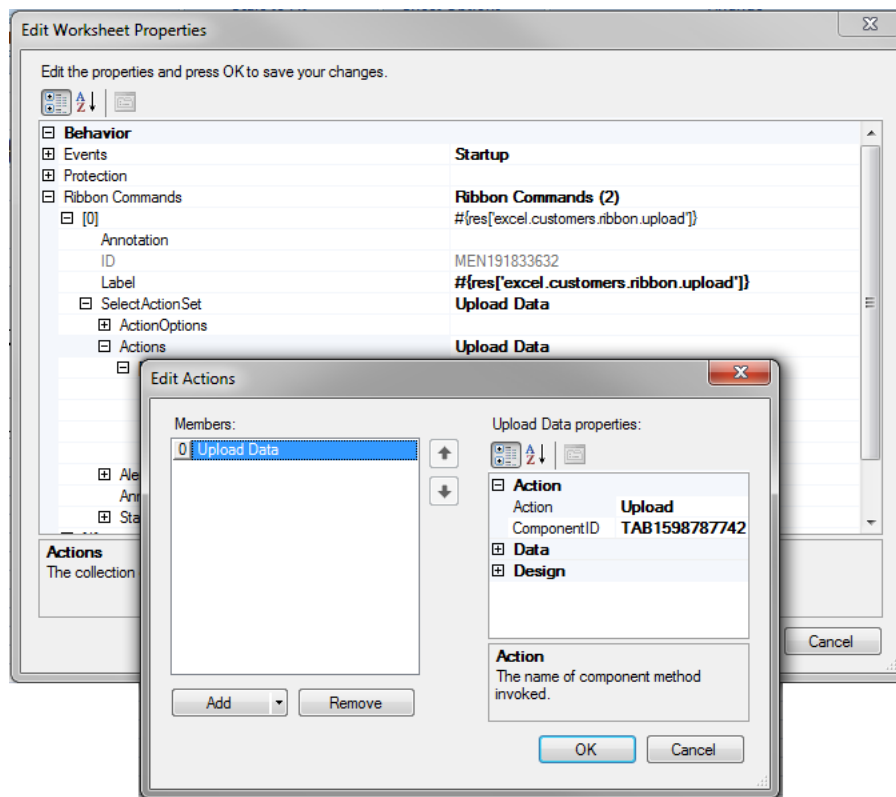 Edit Worksheet Properties
Edit the properties and press OK to save your changes.
Behavior
Events Startup
Protection
Ribbon Commands Ribbon Commands (2)
[0] #{res['excel.customers.ribbon.upload']}
Annotation
ID MEN191833632
Label #{res['excel.customers.ribbon.upload']}
SelectActionSet Upload Data
ActionOptions
Actions Upload Data
Edit Actions
Members:
0 Upload Data
Upload Data properties:
Action
Action Upload
ComponentID TAB1598787742
Data
Design
Action
The name of component method
invoked.
Add Remove
OK Cancel
Ale
Anr
Sta
Actions
The collection
Cancel